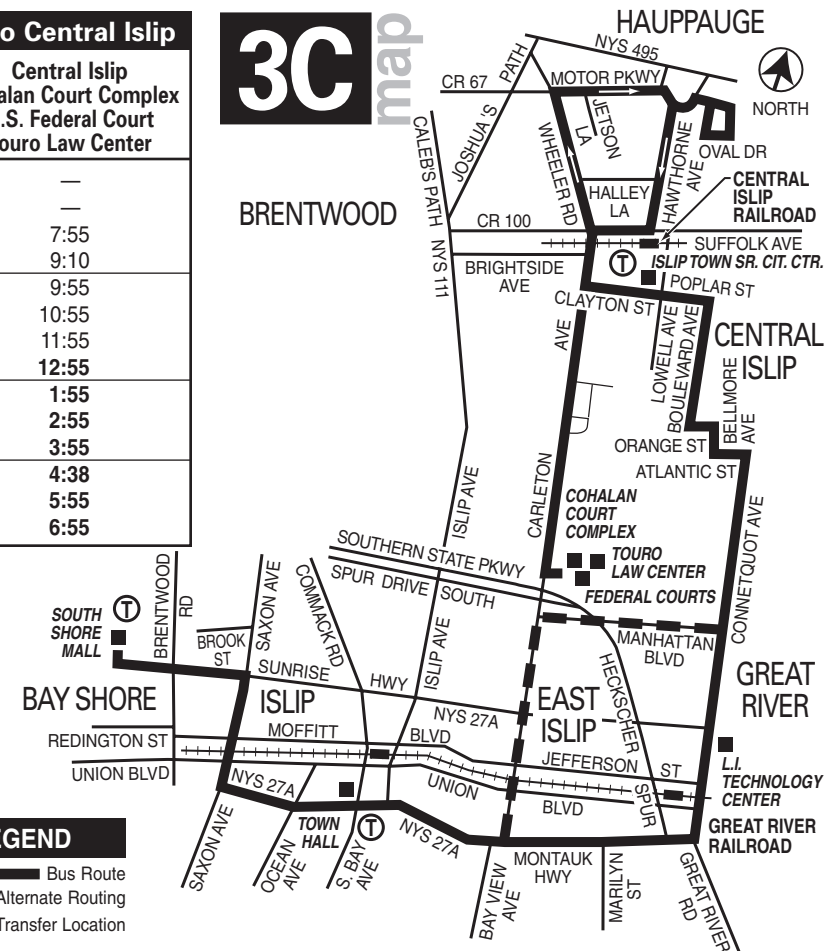 o Central Islip
Central Islip
alan Court Complex
.S. Federal Court
ouro Law Center
—
—
7:55
9:10
9:55
10:55
11:55
12:55
1:55
2:55
3:55
4:38
5:55
6:55
3C
map
HAUPPAUGE
NYS 495
CR 67
MOTOR PKWY
NORTH
JOSHUA'S PATH
CALEB'S PATH
NYS 111
WHEELER RD
JETSON
LA
HAWTHORNE
AVE
OVAL DR
HALLEY
LA
CENTRAL
ISLIP
RAILROAD
BRENTWOOD
CR 100
SUFFOLK AVE
BRIGHTSIDE
AVE
T
ISLIP TOWN SR. CIT. CTR.
POPLAR ST
CLAYTON ST
AVE
LOWELL AVE
BOULEVARD AVE
CENTRAL
ISLIP
BELLMORE
AVE
ORANGE ST
ATLANTIC ST
CARLETON
ISLIP AVE
COHALAN
COURT
COMPLEX
TOURO
LAW CENTER
FEDERAL COURTS
CONNETQUOT AVE
SOUTHERN STATE PKWY
SPUR DRIVE SOUTH
MANHATTAN
BLVD
SOUTH
SHORE
MALL
T
BRENTWOOD
RD
BROOK
ST
SAXON AVE
COMMACK RD
ISLIP AVE
SUNRISE
HWY
NYS 27A
HECKSCHER
SPUR
GREAT
RIVER
BAY SHORE
ISLIP
EAST
ISLIP
REDINGTON ST
MOFFITT
BLVD
JEFFERSON
ST
UNION BLVD
UNION
BLVD
L.I.
TECHNOLOGY
CENTER
NYS 27A
TOWN
HALL
T
NYS 27A
GREAT RIVER
RAILROAD
SAXON AVE
OCEAN
AVE
S. BAY
AVE
BAY VIEW
AVE
MONTAUK
HWY
MARILYN
ST
GREAT RIVER
RD
EGEND
Bus Route
Alternate Routing
Transfer Location